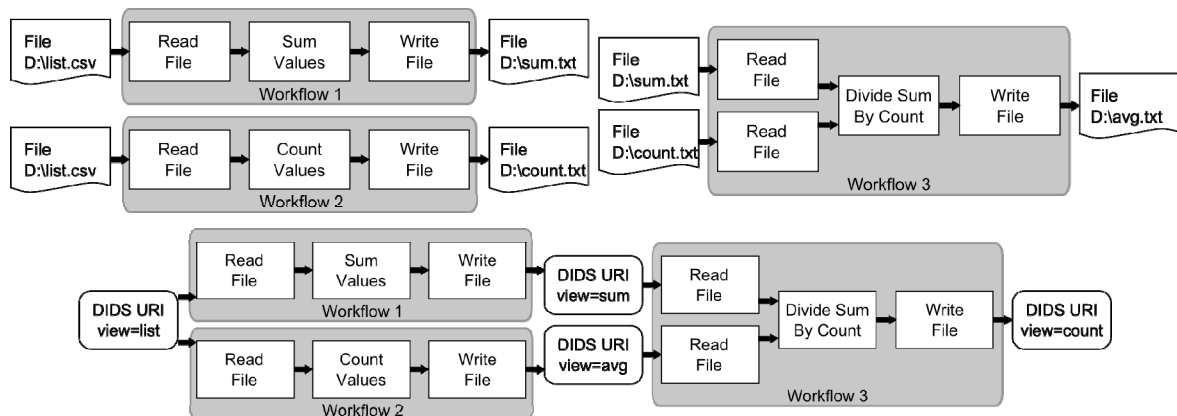 File
D:\list.csv
Read
File
Sum
Values
Write
File
File
D:\sum.txt
Workflow 1
File
D:\list.csv
Read
File
Count
Values
Write
File
File
D:\count.txt
Workflow 2
File
D:\sum.txt
Read
File
File
D:\count.txt
Read
File
Divide Sum
By Count
Write
File
File
D:\avg.txt
Workflow 3
DIDS URI
view=list
Read
File
Sum
Values
Write
File
Workflow 1
DIDS URI
view=sum
Read
File
Count
Values
Write
File
Workflow 2
DIDS URI
view=avg
Read
File
Read
File
Divide Sum
By Count
Write
File
Workflow 3
DIDS URI
view=count